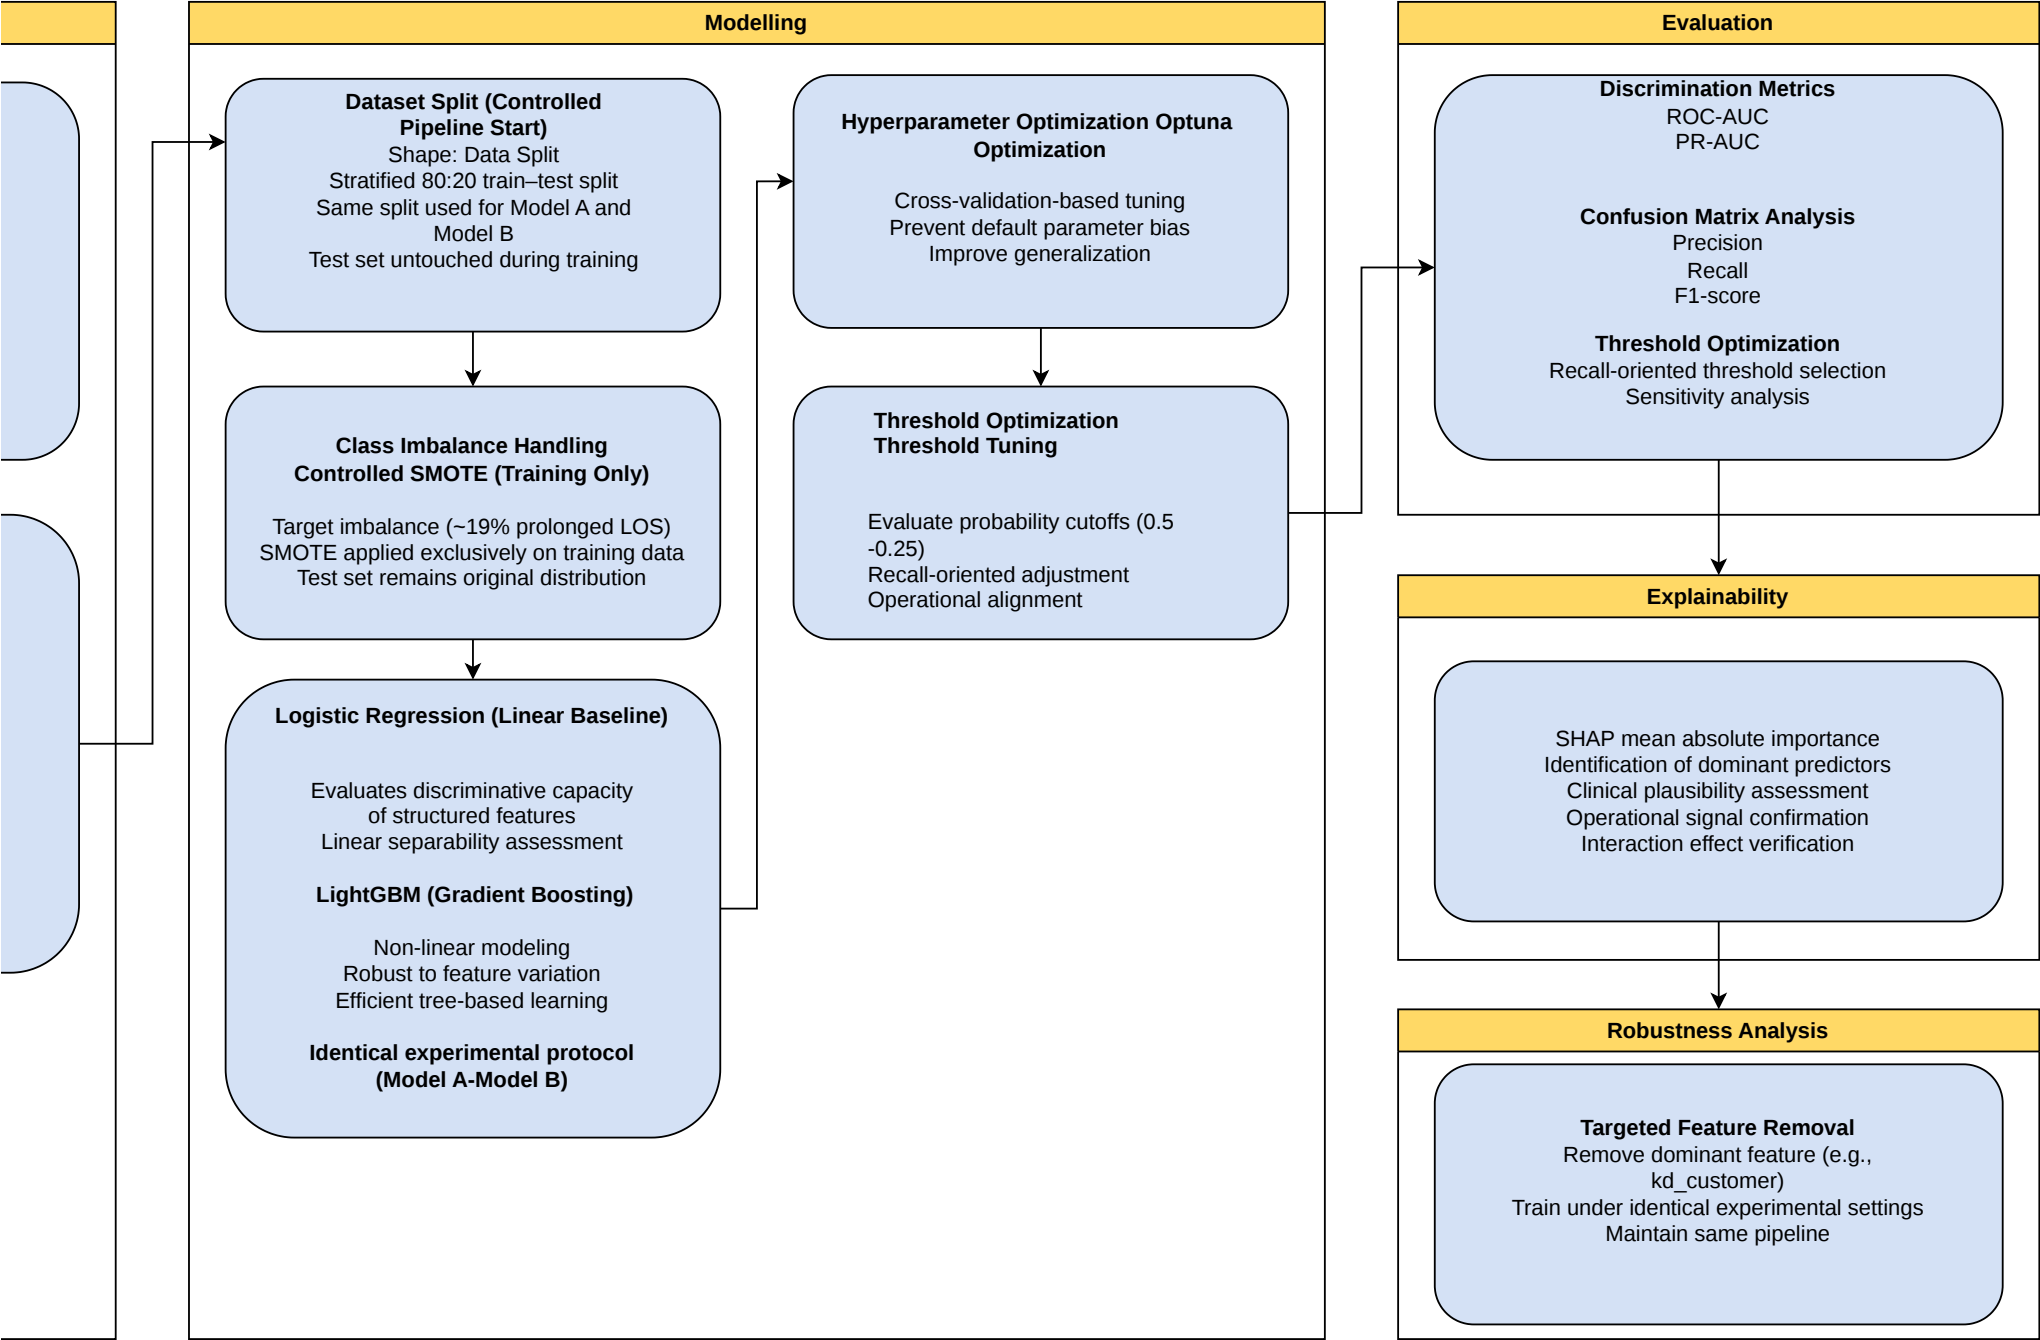 Modelling
Dataset Split (Controlled
Pipeline Start)
Shape: Data Split
Stratified 80:20 train–test split
Same split used for Model A and
Model B
Test set untouched during training
Class Imbalance Handling
Controlled SMOTE (Training Only)
Target imbalance (~19% prolonged LOS)
SMOTE applied exclusively on training data
Test set remains original distribution
Logistic Regression (Linear Baseline)
Evaluates discriminative capacity
of structured features
Linear separability assessment
LightGBM (Gradient Boosting)
Non-linear modeling
Robust to feature variation
Efficient tree-based learning
Identical experimental protocol
(Model A-Model B)
Hyperparameter Optimization Optuna
Optimization
Cross-validation-based tuning
Prevent default parameter bias
Improve generalization
Threshold Optimization
Threshold Tuning
Evaluate probability cutoffs (0.5
-0.25)
Recall-oriented adjustment
Operational alignment
Evaluation
Discrimination Metrics
ROC-AUC
PR-AUC
Confusion Matrix Analysis
Precision
Recall
F1-score
Threshold Optimization
Recall-oriented threshold selection
Sensitivity analysis
Explainability
SHAP mean absolute importance
Identification of dominant predictors
Clinical plausibility assessment
Operational signal confirmation
Interaction effect verification
Robustness Analysis
Targeted Feature Removal
Remove dominant feature (e.g.,
kd_customer)
Train under identical experimental settings
Maintain same pipeline